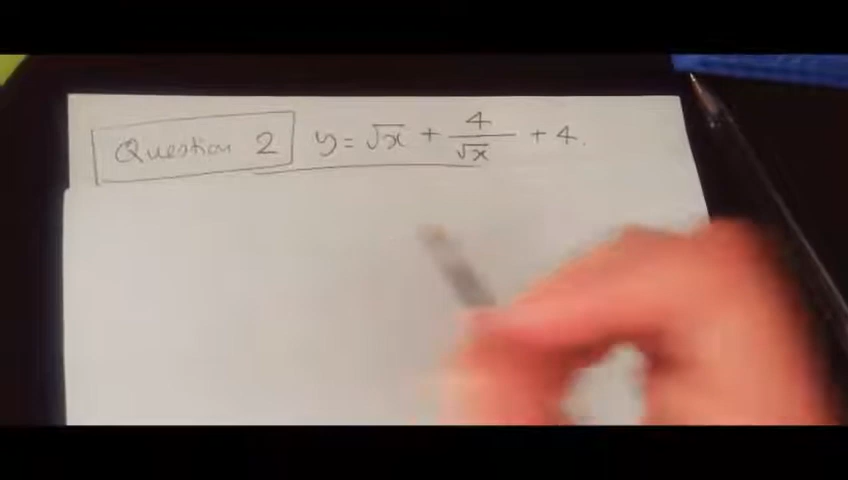 Question 2 y = √x + 4/√x + 4.